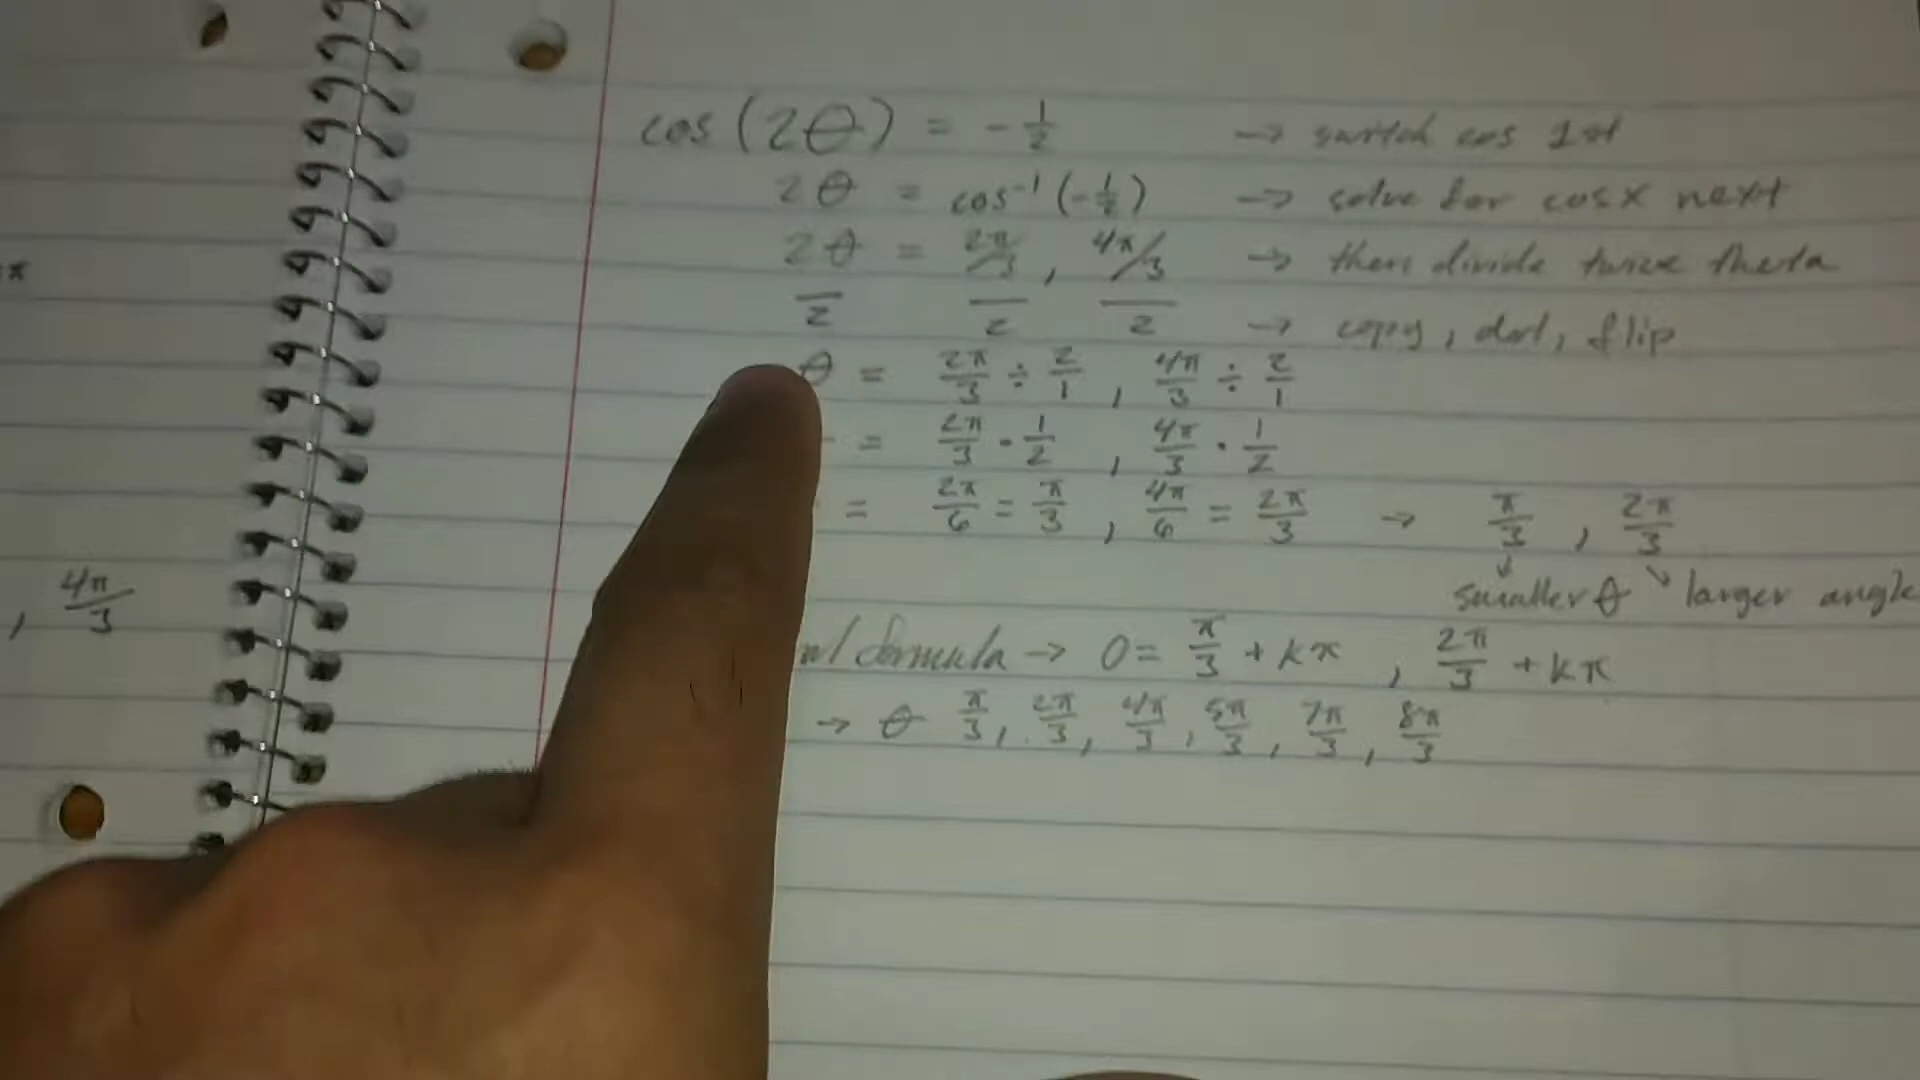 cos (2θ) = - 1/2 → switch cos 1st
2θ = cos⁻¹ (-1/2) → solve for cosx next
2θ = 2π/3 , 4π/3 → then divide twice theta
2 2 2 → copy, dot, flip
θ = 2π/3 ÷ 2/1 , 4π/3 ÷ 2/1
= 2π/3 · 1/2 , 4π/3 · 1/2
= 2π/6 = π/3 , 4π/6 = 2π/3 → π/3 , 2π/3
smaller θ larger angle
formula → θ = π/3 + kπ , 2π/3 + kπ
→ θ π/3, 2π/3, 4π/3, 5π/3, 7π/3, 8π/3
π
, 4π/3